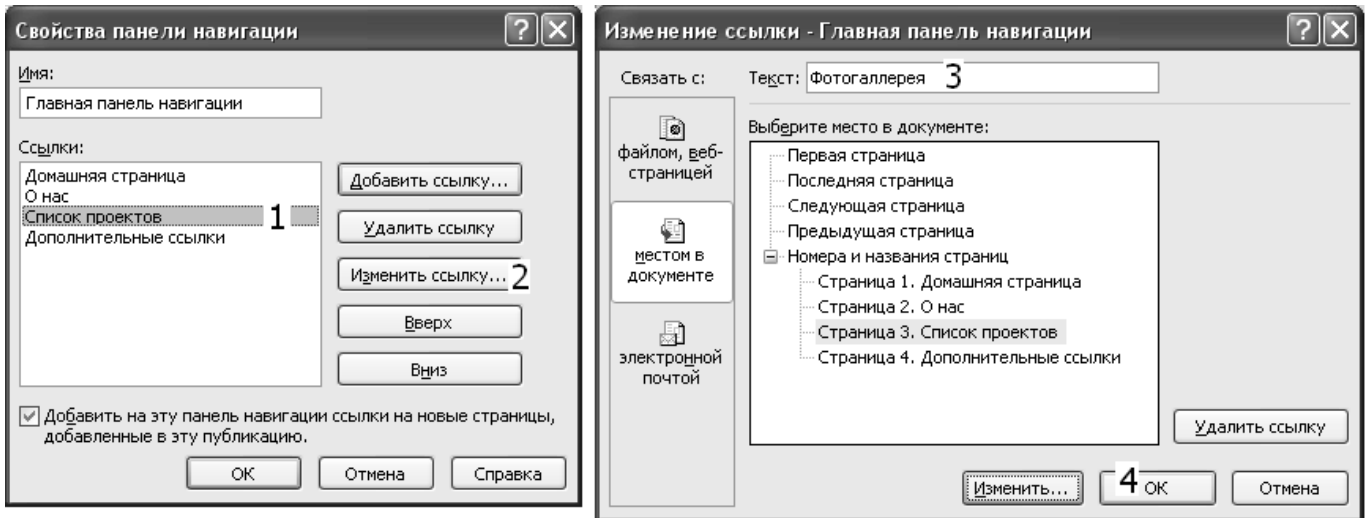 Свойства панели навигации
Имя:
Главная панель навигации
Ссылки:
Домашняя страница
О нас
Список проектов 1
Дополнительные ссылки
Добавить ссылку...
Удалить ссылку
Изменить ссылку... 2
Вверх
Вниз
Добавить на эту панель навигации ссылки на новые страницы,
добавленные в эту публикацию.
ОК
Отмена
Справка
Изменение ссылки - Главная панель навигации
Связать с:
Текст: Фотогаллерея 3
файлом, веб-
страницей
местом в
документе
электронной
почтой
Выберите место в документе:
Первая страница
Последняя страница
Следующая страница
Предыдущая страница
Номера и названия страниц
Страница 1. Домашняя страница
Страница 2. О нас
Страница 3. Список проектов
Страница 4. Дополнительные ссылки
Удалить ссылку
Изменить...
4 ОК
Отмена